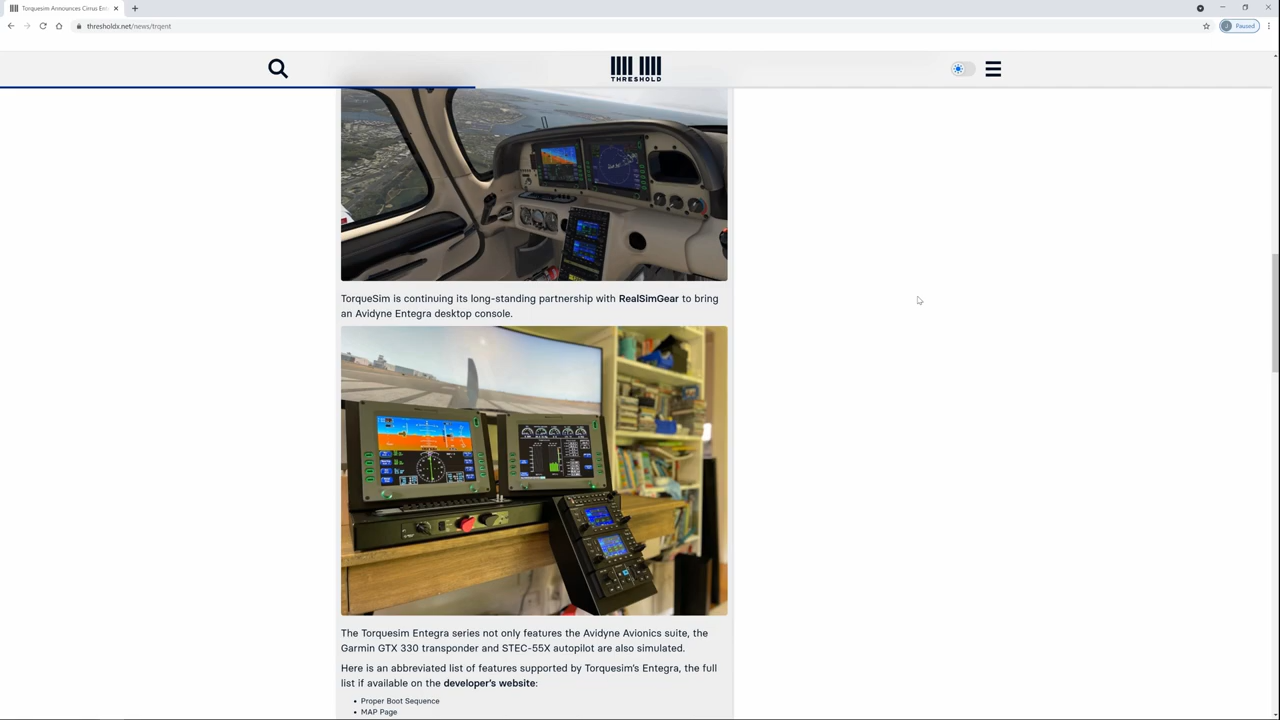 Torquesim Announces Cirrus En
thresholdx.net/news/trqent
Paused
THRESHOLD
TorqueSim is continuing its long-standing partnership with RealSimGear to bring
an Avidyne Entegra desktop console.
The Torquesim Entegra series not only features the Avidyne Avionics suite, the
Garmin GTX 330 transponder and STEC-55X autopilot are also simulated.
Here is an abbreviated list of features supported by Torquesim's Entegra, the full
list if available on the developer's website:
• Proper Boot Sequence
• MAP Page